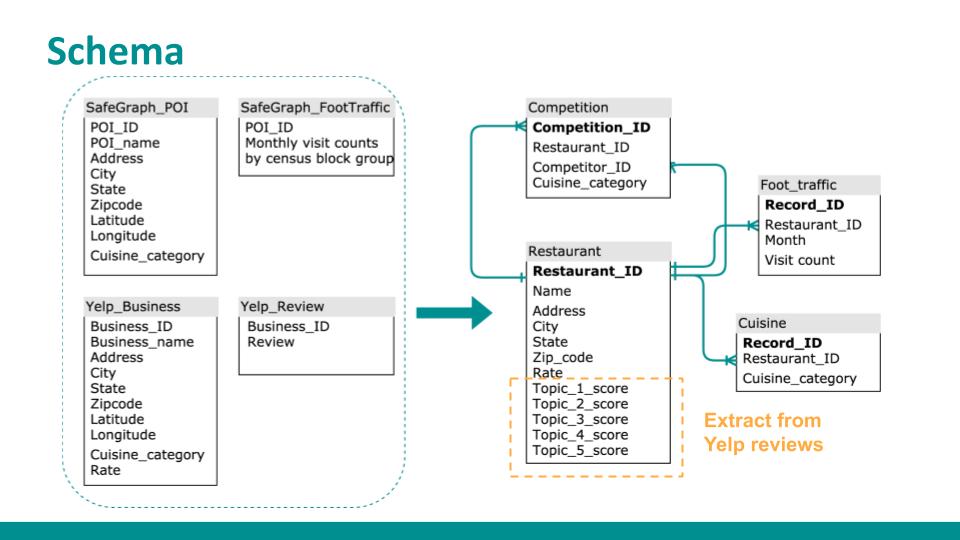 Schema
SafeGraph_POI
POI_ID
POI_name
Address
City
State
Zipcode
Latitude
Longitude
Cuisine_category
SafeGraph_FootTraffic
POI_ID
Monthly visit counts
by census block group
Yelp_Business
Business_ID
Business_name
Address
City
State
Zipcode
Latitude
Longitude
Cuisine_category
Rate
Yelp_Review
Business_ID
Review
Competition
Competition_ID
Restaurant_ID
Competitor_ID
Cuisine_category
Restaurant
Restaurant_ID
Name
Address
City
State
Zip_code
Rate
Topic_1_score
Topic_2_score
Topic_3_score
Topic_4_score
Topic_5_score
Foot_traffic
Record_ID
Restaurant_ID
Month
Visit count
Cuisine
Record_ID
Restaurant_ID
Cuisine_category
Extract from
Yelp reviews